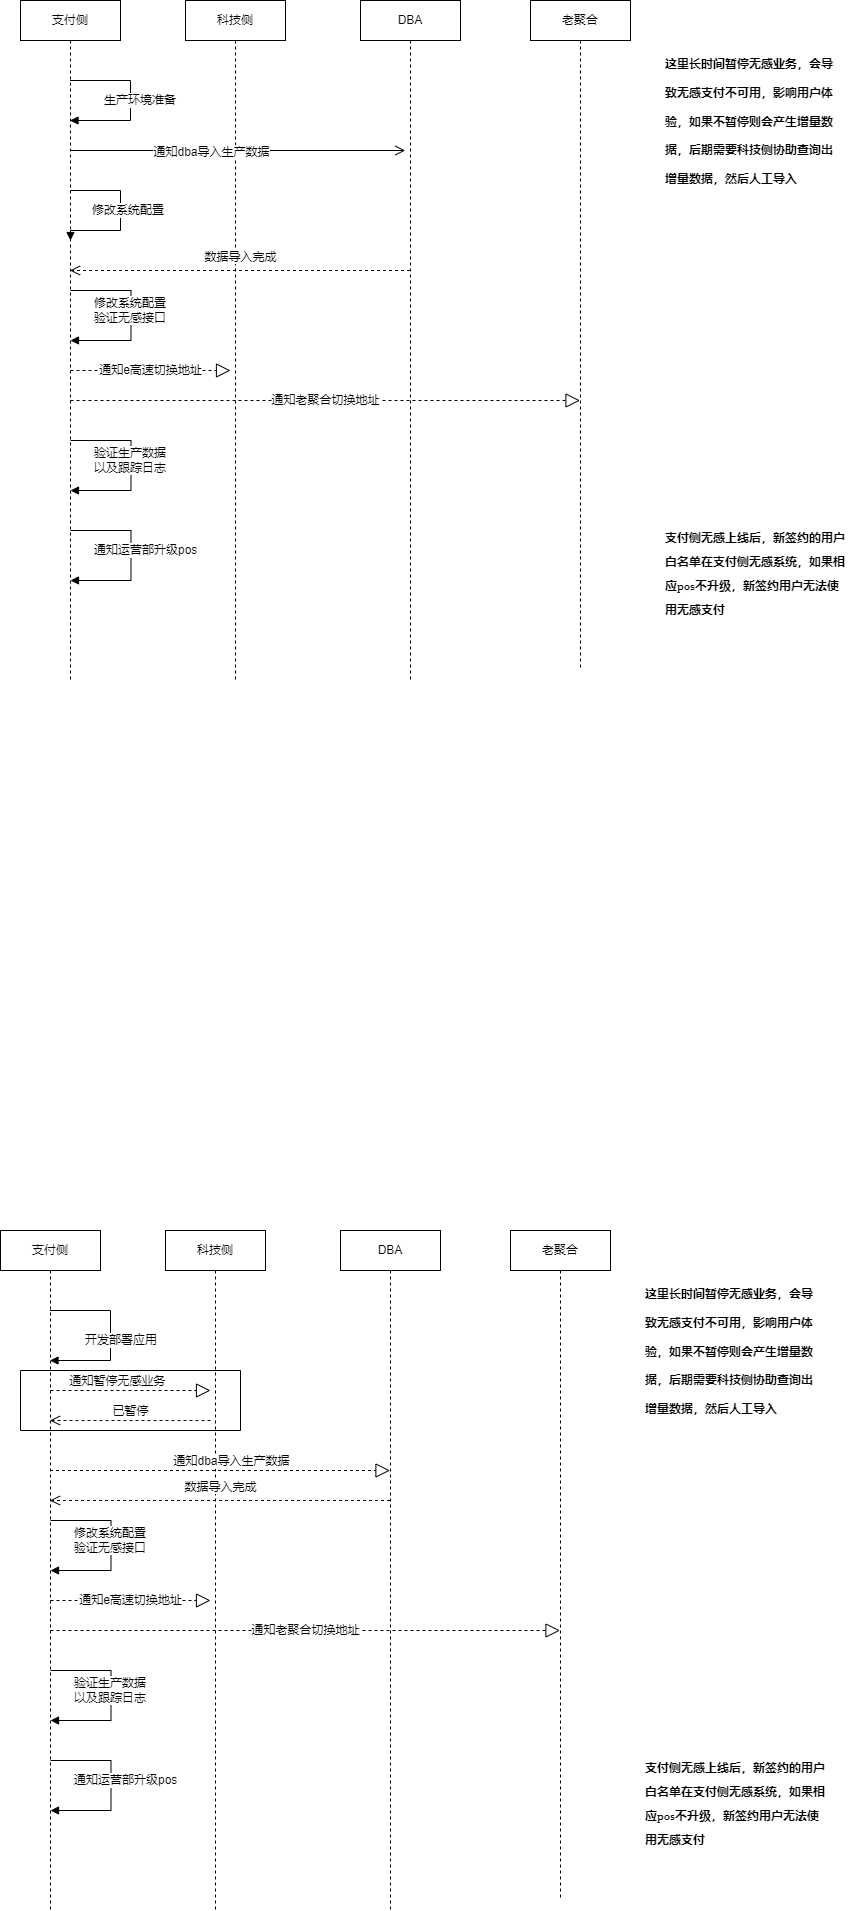 支付侧
科技侧
DBA
老聚合
这里长时间暂停无感业务，会导
致无感支付不可用，影响用户体
验，如果不暂停则会产生增量数
据，后期需要科技侧协助查询出
增量数据，然后人工导入
生产环境准备
通知dba导入生产数据
修改系统配置
数据导入完成
修改系统配置
验证无感接口
通知e高速切换地址
通知老聚合切换地址
验证生产数据
以及跟踪日志
通知运营部升级pos
支付侧无感上线后，新签约的用户
白名单在支付侧无感系统，如果相
应pos不升级，新签约用户无法使
用无感支付
支付侧
科技侧
DBA
老聚合
这里长时间暂停无感业务，会导
致无感支付不可用，影响用户体
验，如果不暂停则会产生增量数
据，后期需要科技侧协助查询出
增量数据，然后人工导入
开发部署应用
通知暂停无感业务
已暂停
通知dba导入生产数据
数据导入完成
修改系统配置
验证无感接口
通知e高速切换地址
通知老聚合切换地址
验证生产数据
以及跟踪日志
通知运营部升级pos
支付侧无感上线后，新签约的用户
白名单在支付侧无感系统，如果相
应pos不升级，新签约用户无法使
用无感支付